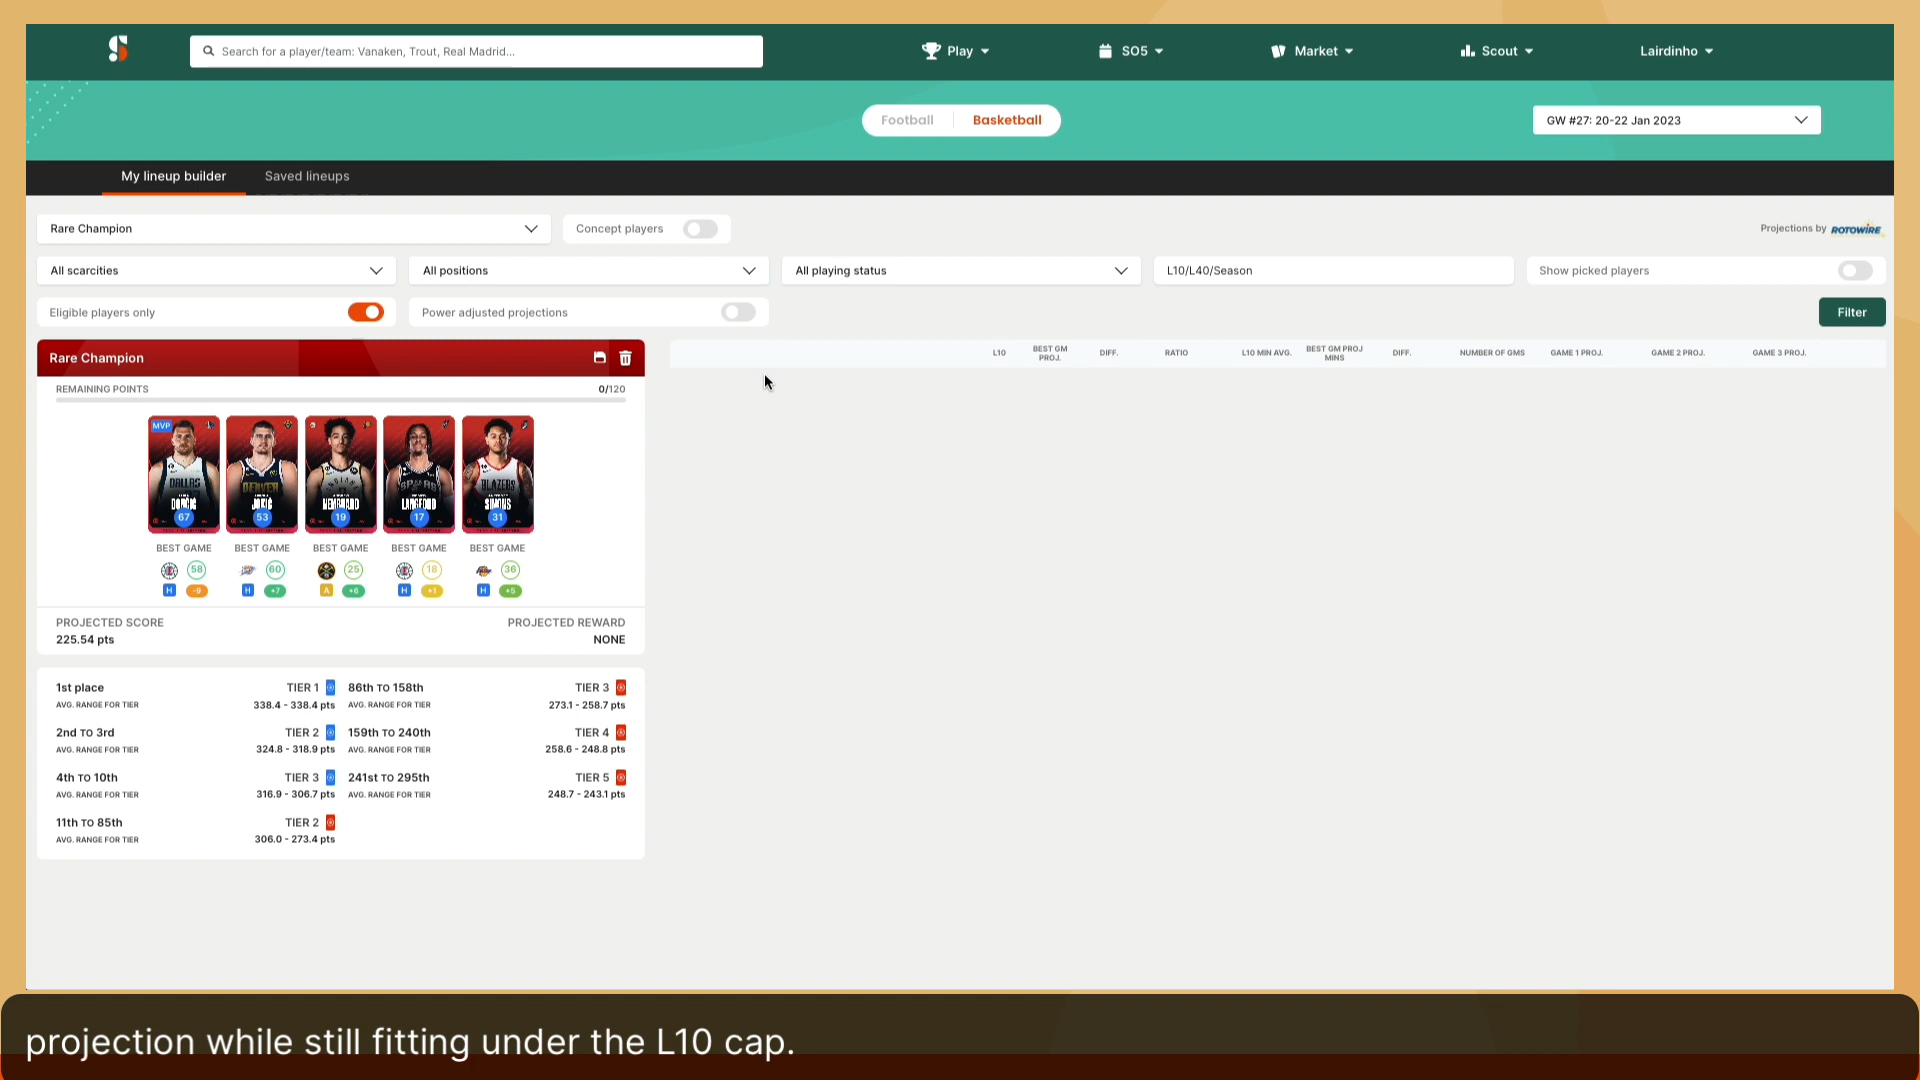 Search for a player/team: Vanaken, Trout, Real Madrid...
Play
SO5
Market
Scout
Lairdinho
Football
Basketball
GW #27: 20-22 Jan 2023
My lineup builder
Saved lineups
Rare Champion
Concept players
Projections by ROTOWIRE
All scarcities
All positions
All playing status
L10/L40/Season
Show picked players
Eligible players only
Power adjusted projections
Filter
Rare Champion
REMAINING POINTS
0/120
L10
BEST GM PROJ.
DIFF.
RATIO
L10 MIN AVG.
BEST GM PROJ MINS
DIFF.
NUMBER OF GMS
GAME 1 PROJ.
GAME 2 PROJ.
GAME 3 PROJ.
MVP
DALLAS
DENVER
INDIANA
SPURS
BLAZERS
DONČIĆ
JOKIĆ
NEMBHARD
LANGFORD
SIMONS
67 53 19 17 31
BEST GAME BEST GAME BEST GAME BEST GAME BEST GAME
58 60 25 18 36
H -9 H +7 A +6 H +1 H +5
PROJECTED SCORE
225.54 pts
PROJECTED REWARD
NONE
1st place TIER 1
AVG. RANGE FOR TIER 338.4 - 338.4 pts
86th TO 158th TIER 3
AVG. RANGE FOR TIER 273.1 - 258.7 pts
2nd TO 3rd TIER 2
AVG. RANGE FOR TIER 324.8 - 318.9 pts
159th TO 240th TIER 4
AVG. RANGE FOR TIER 258.6 - 248.8 pts
4th TO 10th TIER 3
AVG. RANGE FOR TIER 316.9 - 306.7 pts
241st TO 295th TIER 5
AVG. RANGE FOR TIER 248.7 - 243.1 pts
11th TO 85th TIER 2
AVG. RANGE FOR TIER 306.0 - 273.4 pts
projection while still fitting under the L10 cap.